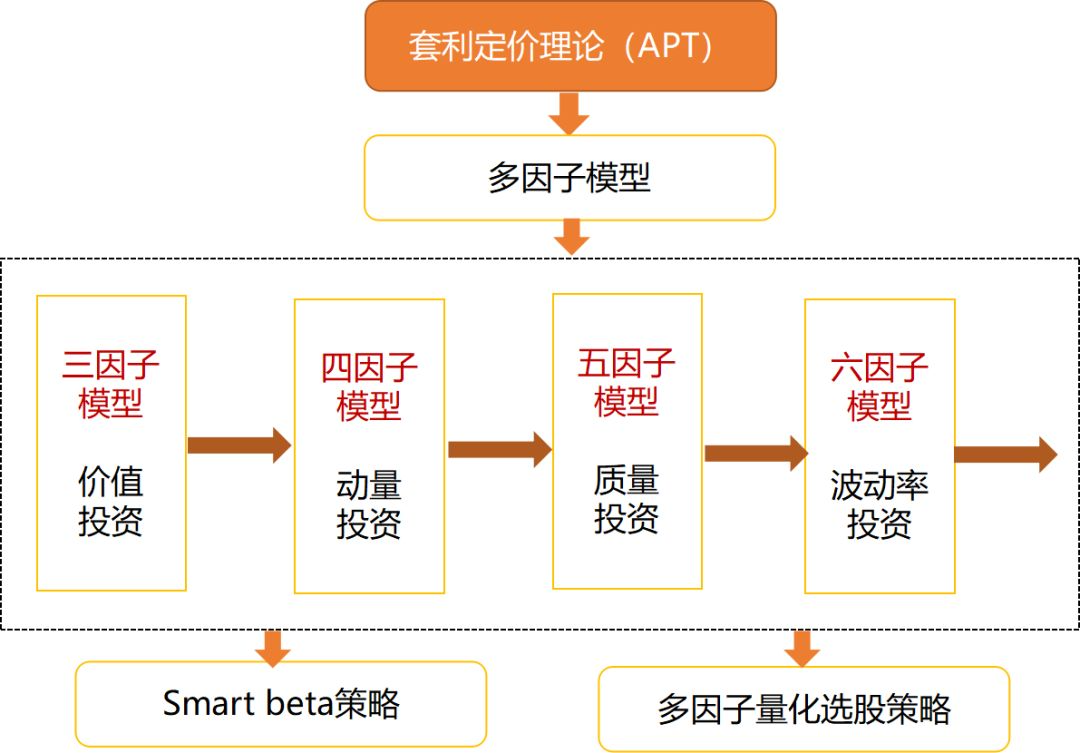 套利定价理论（APT）
多因子模型
三因子
模型
价值
投资
四因子
模型
动量
投资
五因子
模型
质量
投资
六因子
模型
波动率
投资
Smart beta策略
多因子量化选股策略